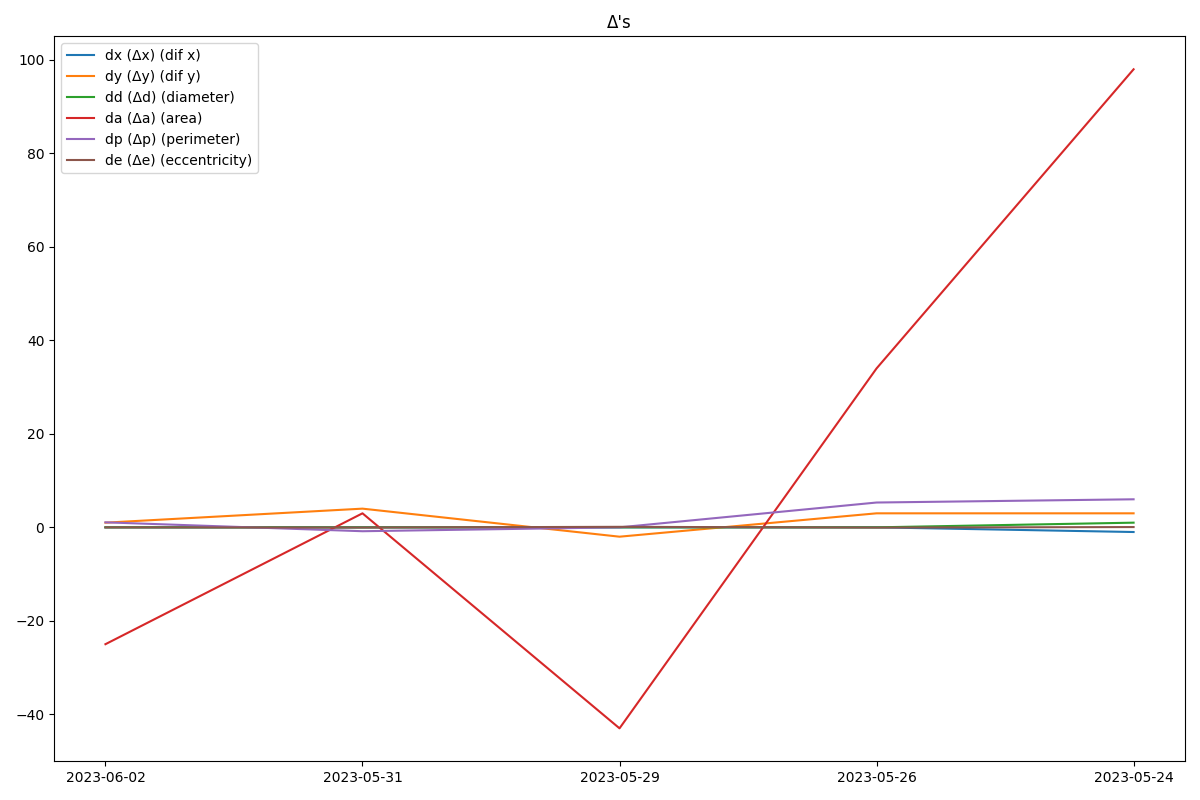 Δ's
dx (Δx) (dif x)
dy (Δy) (dif y)
dd (Δd) (diameter)
da (Δa) (area)
dp (Δp) (perimeter)
de (Δe) (eccentricity)
100
80
60
40
20
0
−20
−40
2023-06-02 2023-05-31 2023-05-29 2023-05-26 2023-05-24